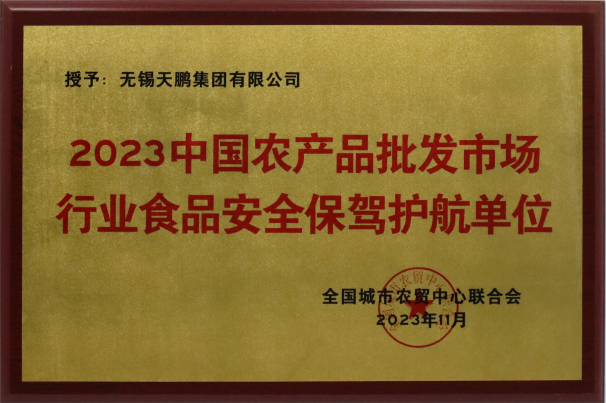 授予：无锡天鹏集团有限公司
2023中国农产品批发市场
行业食品安全保驾护航单位
全国城市农贸中心联合会
2023年11月